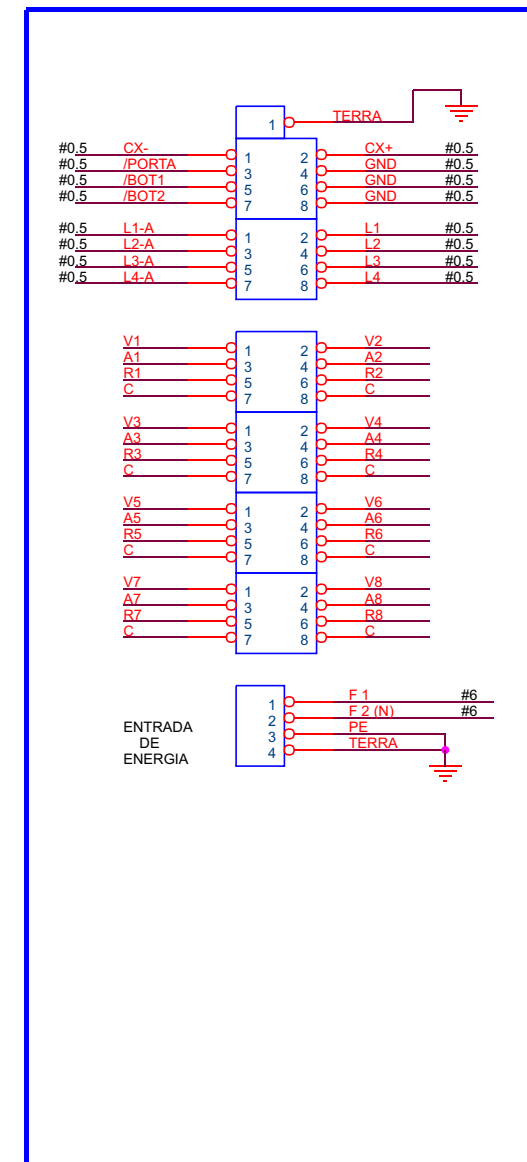 1 TERRA
#0.5 CX- 1 2 CX+ #0.5
#0.5 /PORTA 3 4 GND #0.5
#0.5 /BOT1 5 6 GND #0.5
#0.5 /BOT2 7 8 GND #0.5
#0.5 L1-A 1 2 L1 #0.5
#0.5 L2-A 3 4 L2 #0.5
#0.5 L3-A 5 6 L3 #0.5
#0.5 L4-A 7 8 L4 #0.5
V1 1 2 V2
A1 3 4 A2
R1 5 6 R2
C 7 8 C
V3 1 2 V4
A3 3 4 A4
R3 5 6 R4
C 7 8 C
V5 1 2 V6
A5 3 4 A6
R5 5 6 R6
C 7 8 C
V7 1 2 V8
A7 3 4 A8
R7 5 6 R8
C 7 8 C
ENTRADA
DE
ENERGIA
1 F 1 #6
2 F 2 (N) #6
3 PE
4 TERRA